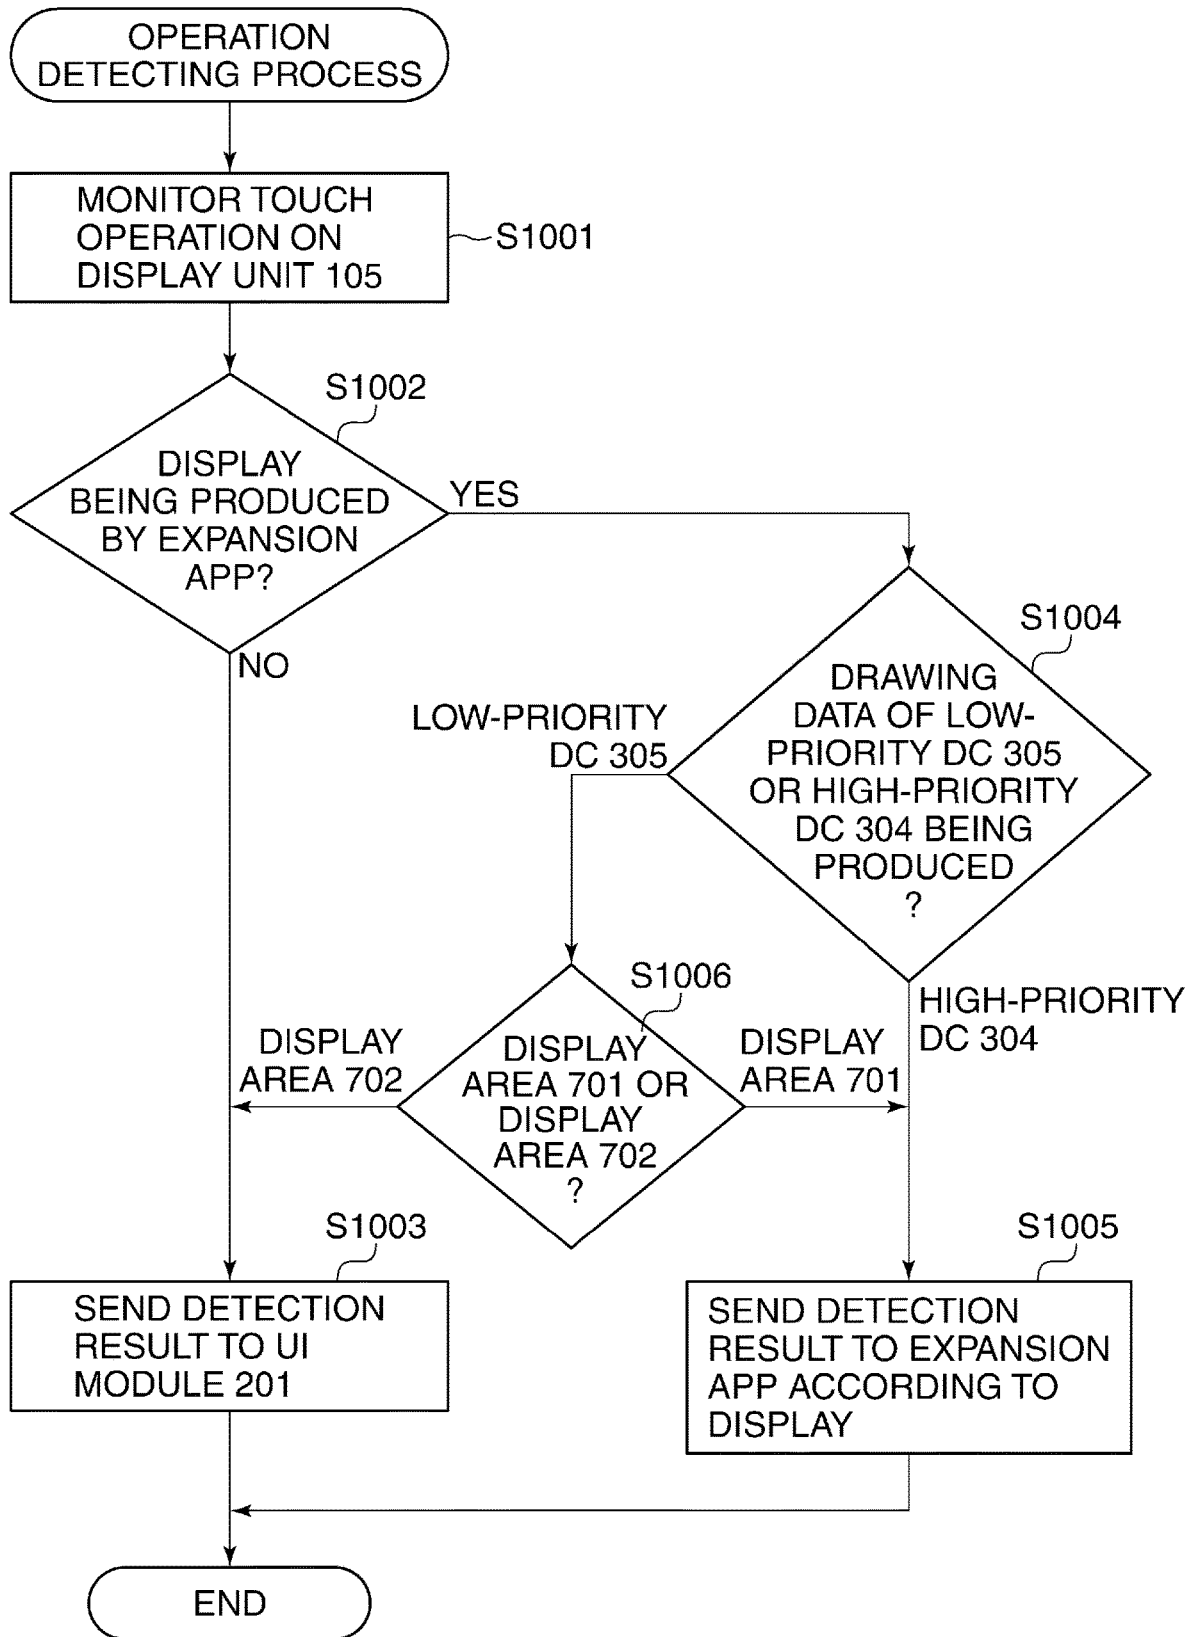 OPERATION
DETECTING PROCESS
MONITOR TOUCH
OPERATION ON
DISPLAY UNIT 105
S1001
S1002
DISPLAY
BEING PRODUCED
BY EXPANSION
APP?
YES
NO
S1004
DRAWING
DATA OF LOW-
PRIORITY DC 305
OR HIGH-PRIORITY
DC 304 BEING
PRODUCED
?
LOW-PRIORITY
DC 305
HIGH-PRIORITY
DC 304
S1006
DISPLAY
AREA 701 OR
DISPLAY
AREA 702
?
DISPLAY
AREA 702
DISPLAY
AREA 701
S1003
SEND DETECTION
RESULT TO UI
MODULE 201
S1005
SEND DETECTION
RESULT TO EXPANSION
APP ACCORDING TO
DISPLAY
END